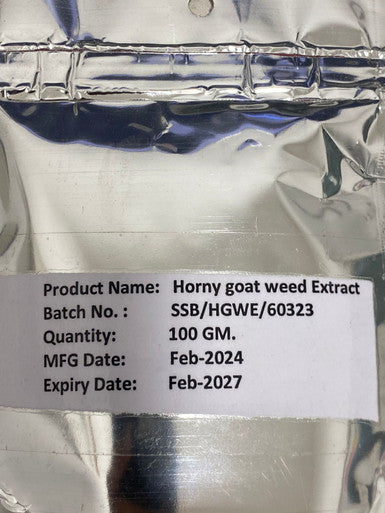 Product Name: Horny goat weed Extract
Batch No. : SSB/HGWE/60323
Quantity: 100 GM.
MFG Date: Feb-2024
Expiry Date: Feb-2027